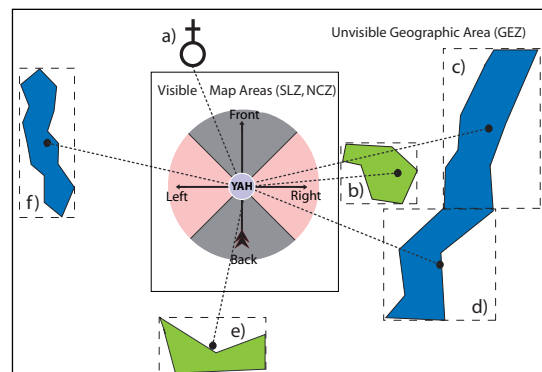 a)
Unvisible Geographic Area (GEZ)
c)
Visible Map Areas (SLZ, NCZ)
Front
b)
YAH
Left
Right
f)
Back
d)
e)